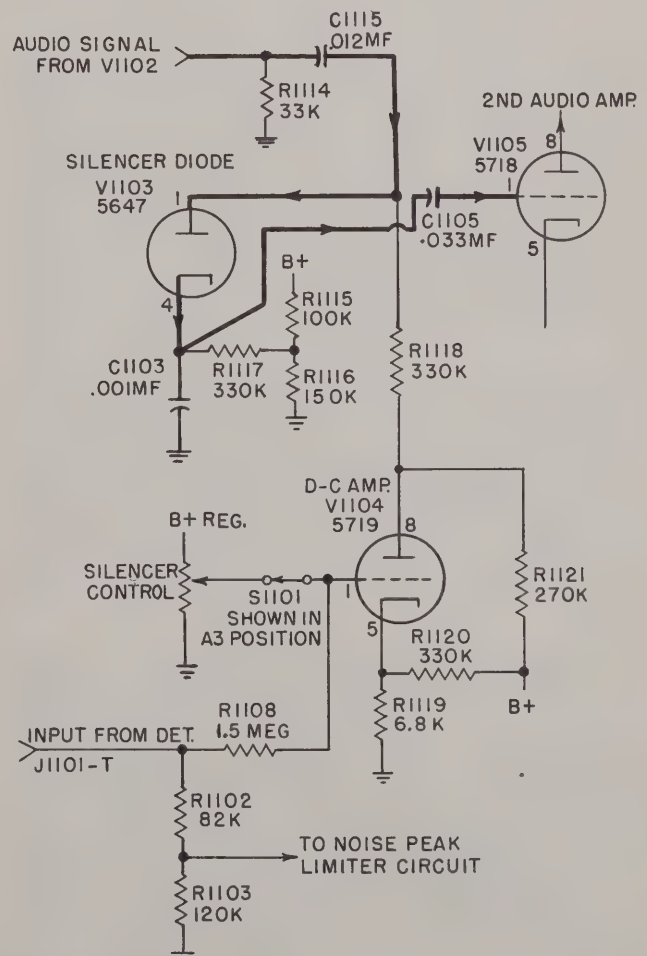 AUDIO SIGNAL
FROM V1102
C1115
.012MF
R1114
33K
2ND AUDIO AMP.
8
V1105
5718
1
5
SILENCER DIODE
V1103
5647
1
4
C1105
.033MF
B+
R1115
100K
R1117
330K
R1116
150K
C1103
.001MF
R1118
330K
D-C AMP.
V1104
5719
8
1
5
B+ REG.
SILENCER
CONTROL
S1101
SHOWN IN
A3 POSITION
R1121
270K
R1120
330K
B+
R1119
6.8K
R1108
1.5 MEG
INPUT FROM DET.
J1101-T
R1102
82K
TO NOISE PEAK
LIMITER CIRCUIT
R1103
120K